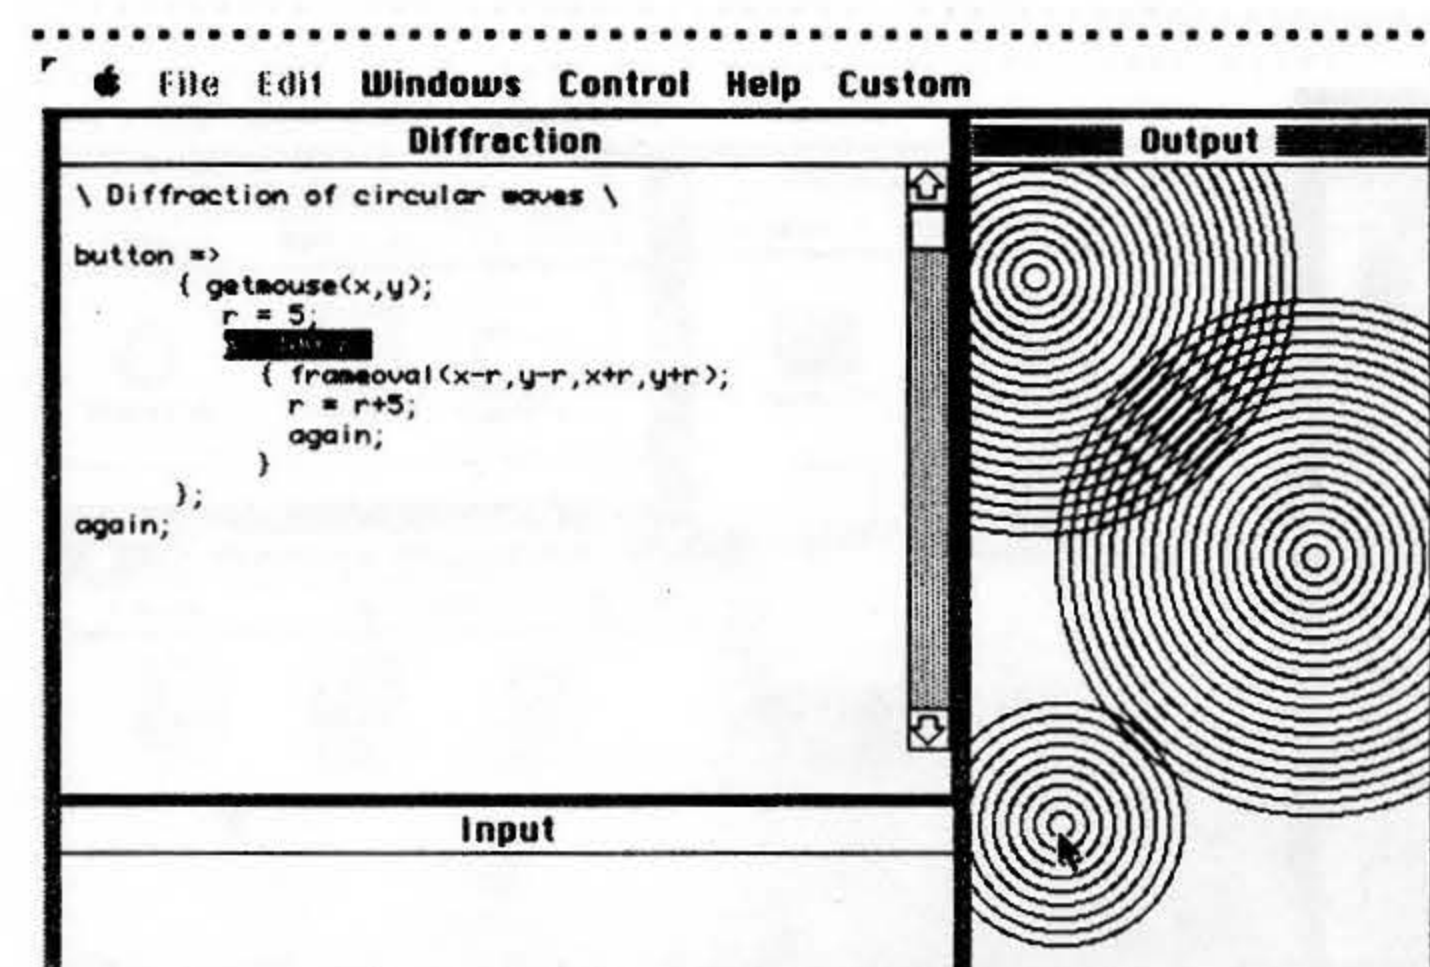 File Edit Windows Control Help Custom
Diffraction
\ Diffraction of circular waves \
button =>
{ getmouse(x,y);
r = 5;
{ frameoval(x-r,y-r,x+r,y+r);
r = r+5;
again;
}
};
again;
Output
Input